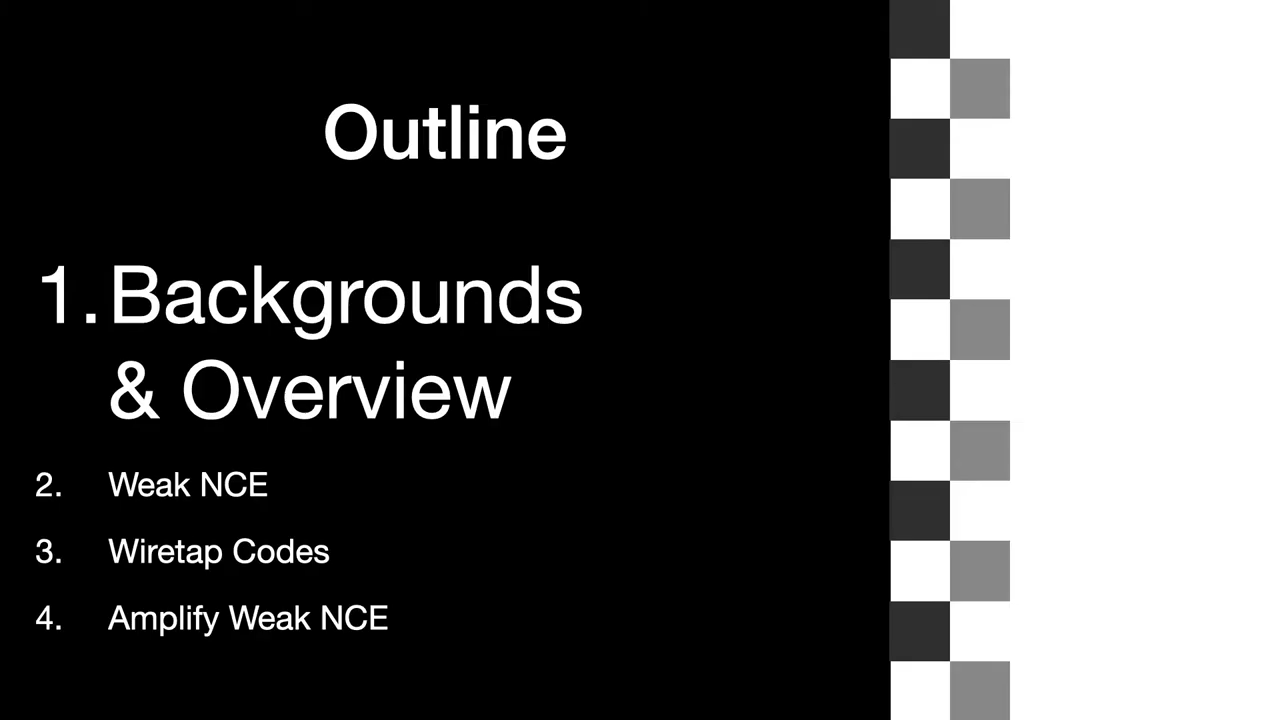 Outline
1. Backgrounds
& Overview
2. Weak NCE
3. Wiretap Codes
4. Amplify Weak NCE